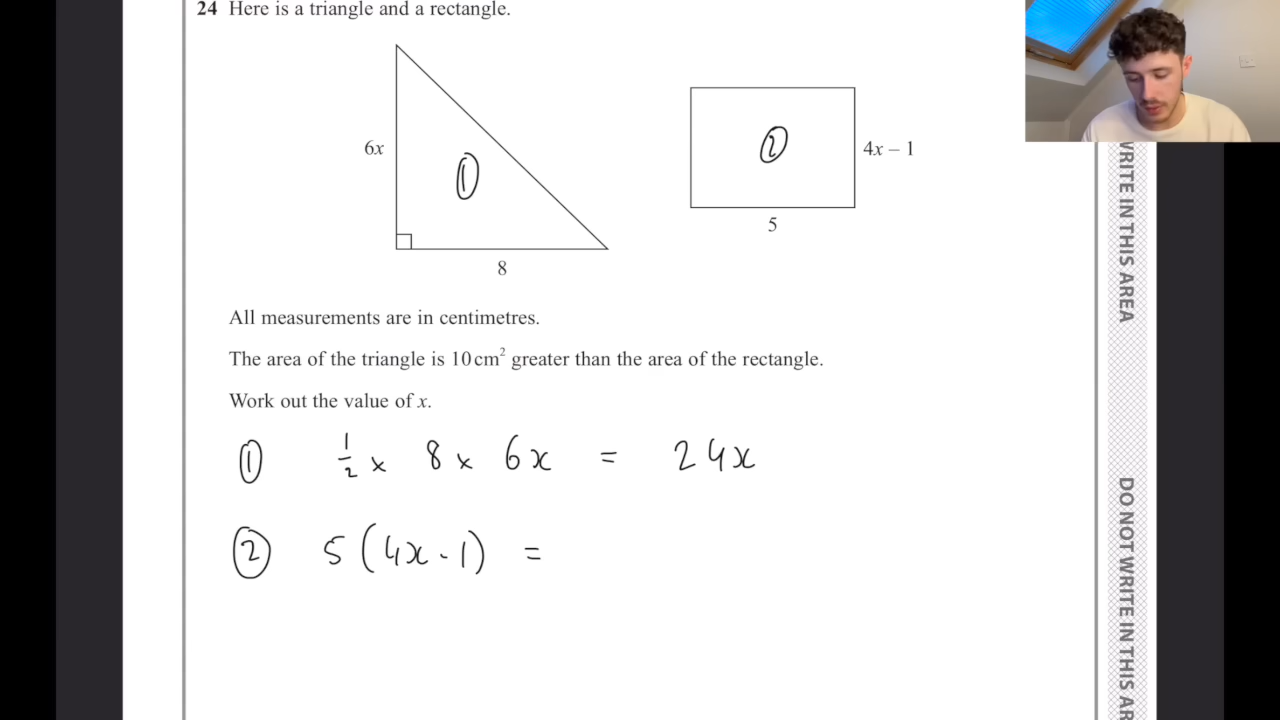 24 Here is a triangle and a rectangle.
6x
①
8
②
4x – 1
5
All measurements are in centimetres.
The area of the triangle is 10 cm² greater than the area of the rectangle.
Work out the value of x.
① ½ × 8 × 6x = 24x
② 5(4x - 1) =
WRITE IN THIS AREA
DO NOT WRITE IN THIS AR